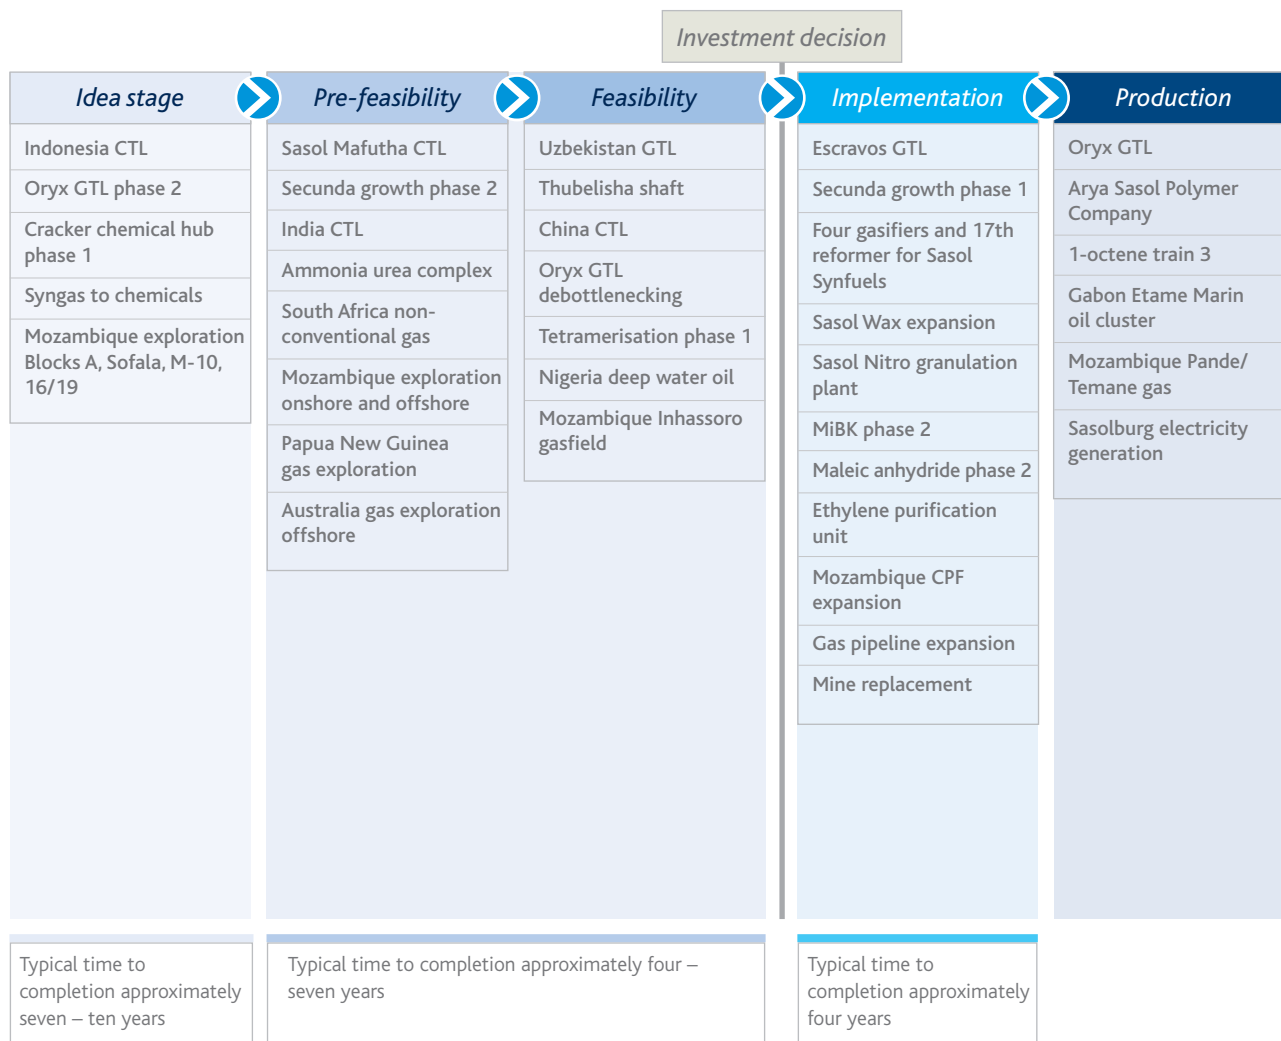 Investment decision
Idea stage
Pre-feasibility
Feasibility
Implementation
Production
Indonesia CTL
Oryx GTL phase 2
Cracker chemical hub
phase 1
Syngas to chemicals
Mozambique exploration
Blocks A, Sofala, M-10,
16/19
Sasol Mafutha CTL
Secunda growth phase 2
India CTL
Ammonia urea complex
South Africa non-
conventional gas
Mozambique exploration
onshore and offshore
Papua New Guinea
gas exploration
Australia gas exploration
offshore
Uzbekistan GTL
Thubelisha shaft
China CTL
Oryx GTL
debottlenecking
Tetramerisation phase 1
Nigeria deep water oil
Mozambique Inhassoro
gasfield
Escravos GTL
Secunda growth phase 1
Four gasifiers and 17th
reformer for Sasol
Synfuels
Sasol Wax expansion
Sasol Nitro granulation
plant
MiBK phase 2
Maleic anhydride phase 2
Ethylene purification
unit
Mozambique CPF
expansion
Gas pipeline expansion
Mine replacement
Oryx GTL
Arya Sasol Polymer
Company
1-octene train 3
Gabon Etame Marin
oil cluster
Mozambique Pande/
Temane gas
Sasolburg electricity
generation
Typical time to
completion approximately
seven – ten years
Typical time to completion approximately four –
seven years
Typical time to
completion approximately
four years